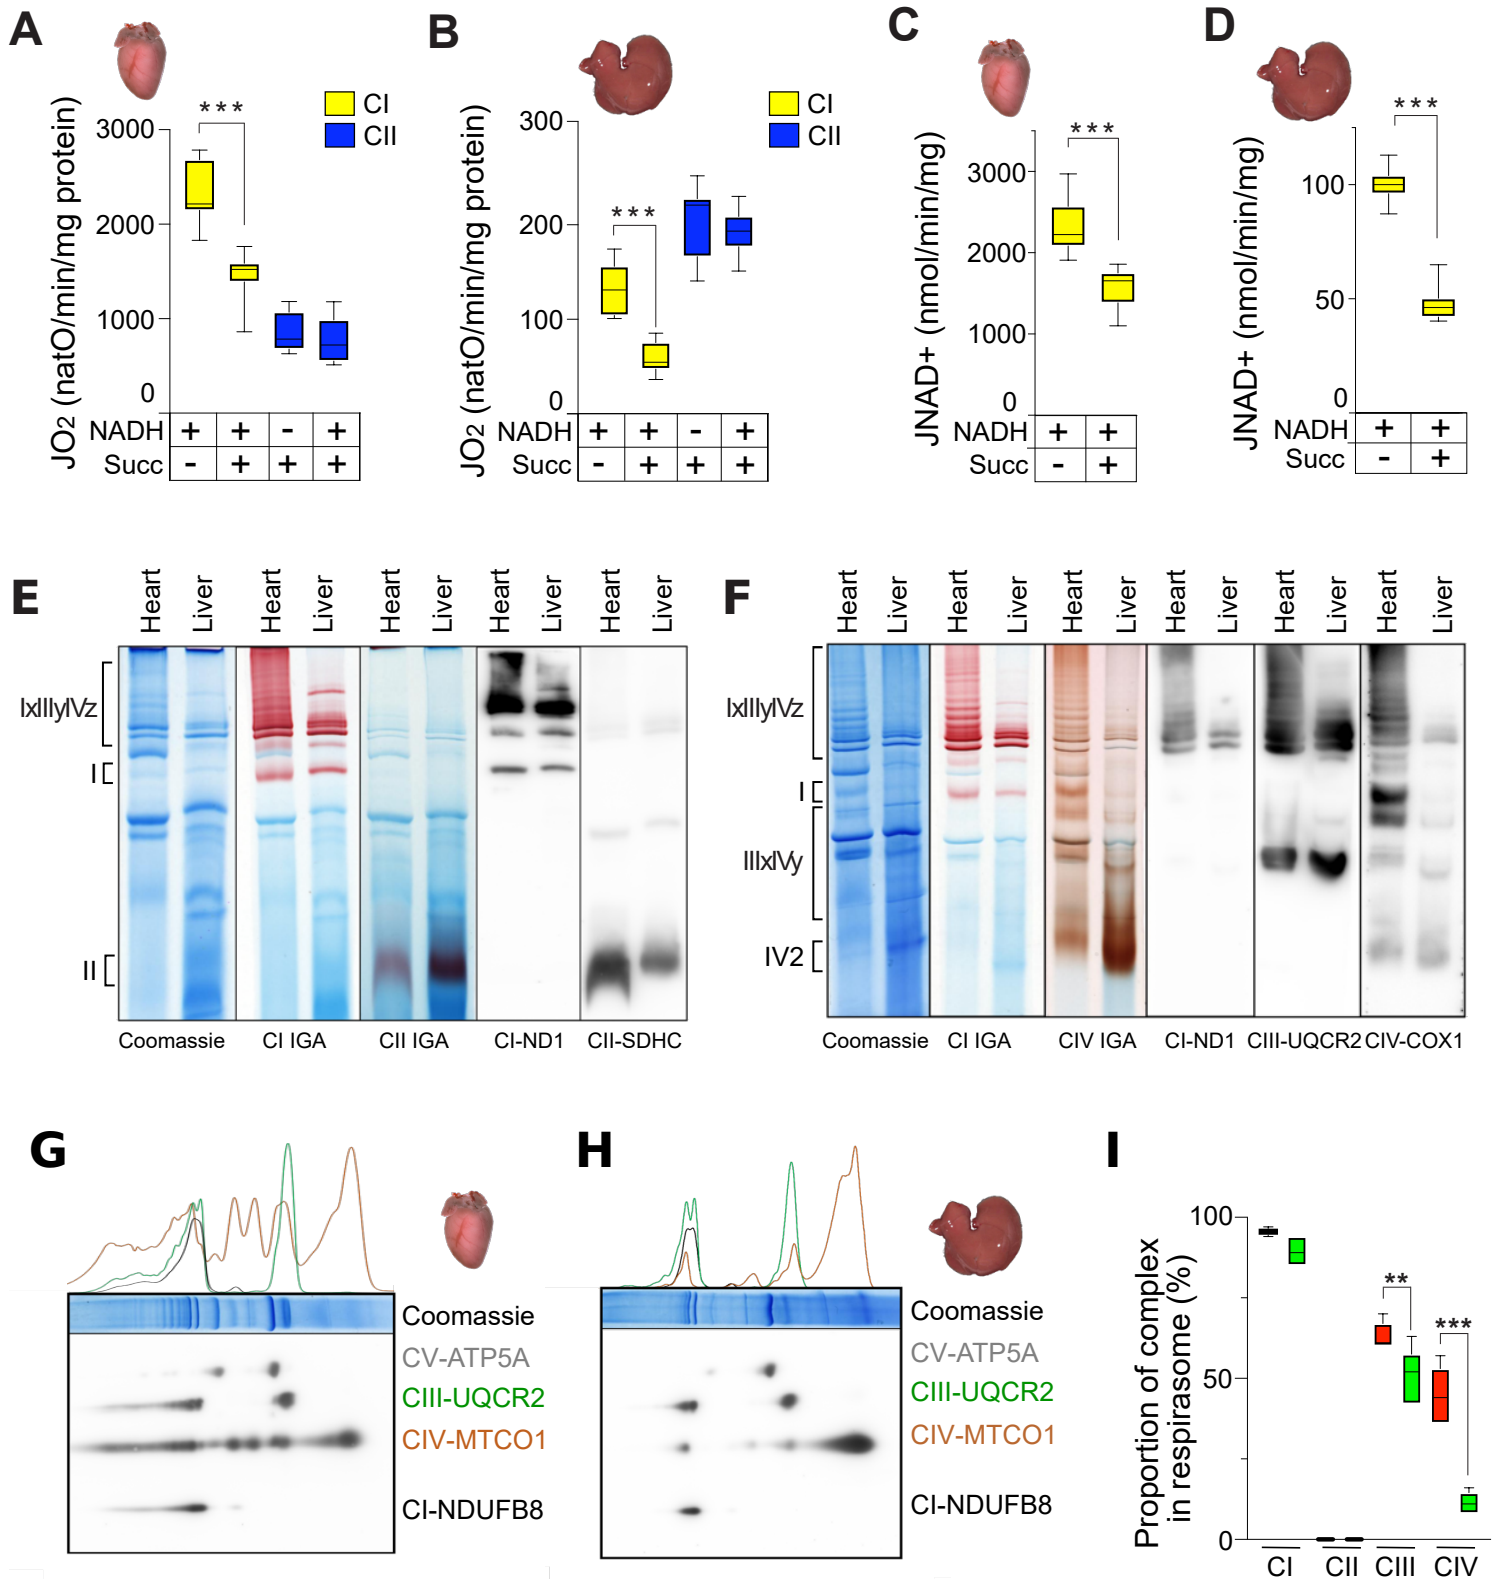 A
B
C
D
***
CI
CII
JO2 (natO/min/mg protein)
3000
2000
1000
0
NADH + + - +
Succ - + + +
***
CI
CII
JO2 (natO/min/mg protein)
300
200
100
0
NADH + + - +
Succ - + + +
***
JNAD+ (nmol/min/mg)
3000
2000
1000
0
NADH + +
Succ - +
***
JNAD+ (nmol/min/mg)
100
50
0
NADH + +
Succ - +
E
Heart Liver Heart Liver Heart Liver Heart Liver Heart Liver
IxIIIyIVz
I
II
Coomassie CI IGA CII IGA CI-ND1 CII-SDHC
F
Heart Liver Heart Liver Heart Liver Heart Liver Heart Liver Heart Liver
IxIIIyIVz
I
IIIxIVy
IV2
Coomassie CI IGA CIV IGA CI-ND1 CIII-UQCR2 CIV-COX1
G
Coomassie
CV-ATP5A
CIII-UQCR2
CIV-MTCO1
CI-NDUFB8
H
Coomassie
CV-ATP5A
CIII-UQCR2
CIV-MTCO1
CI-NDUFB8
I
Proportion of complex
in respirasome (%)
100
50
0
**
***
CI CII CIII CIV